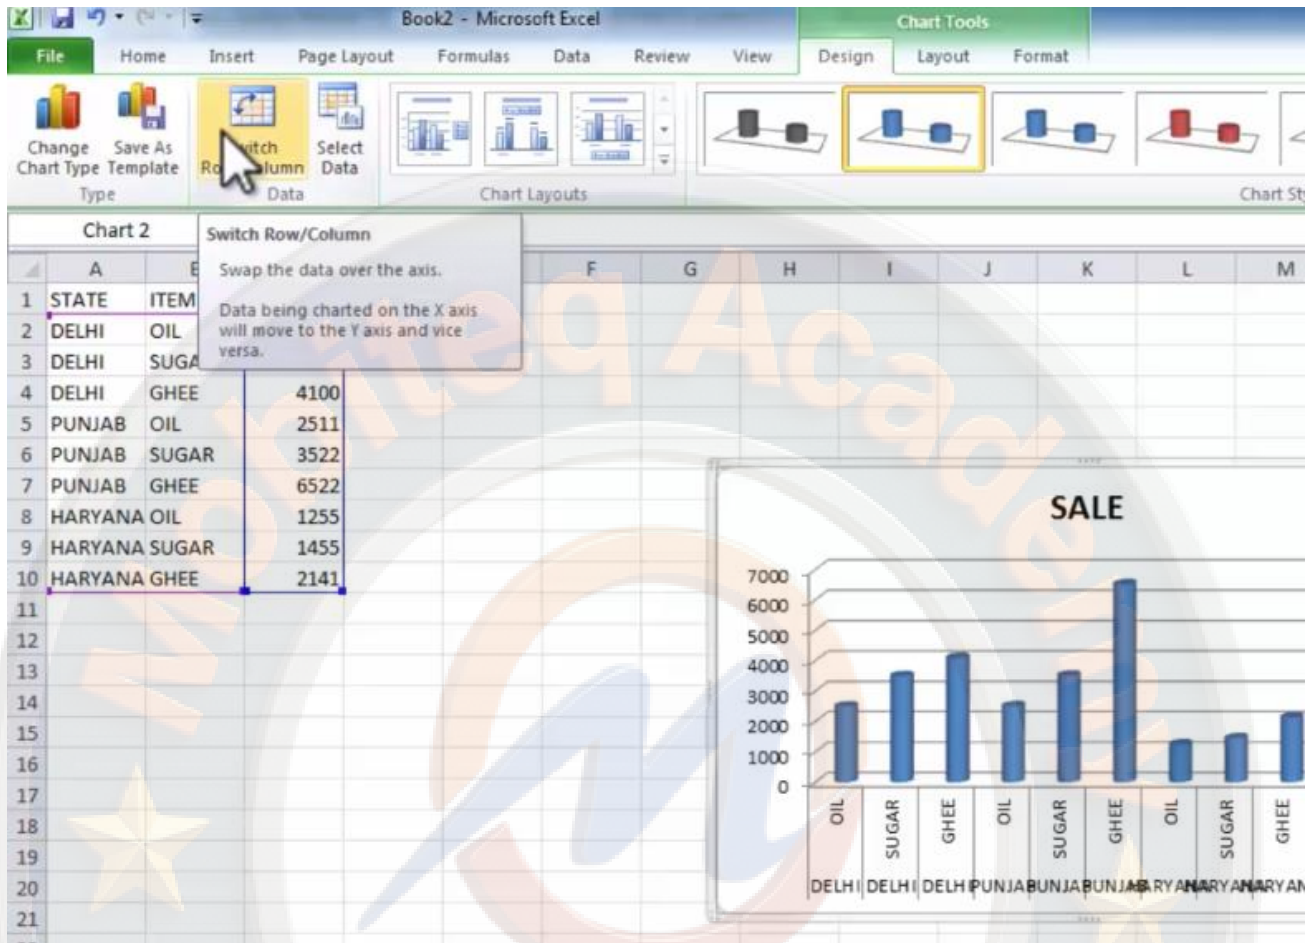 Book2 - Microsoft Excel
Chart Tools
File Home Insert Page Layout Formulas Data Review View Design Layout Format
Change Chart Type
Save As Template
Select Data
Type
Data
Chart Layouts
Chart
Chart 2
Switch Row/Column
Swap the data over the axis.
Data being charted on the X axis
will move to the Y axis and vice
versa.
A F G H I J K L M
1 STATE ITEM
2 DELHI OIL
3 DELHI
4 DELHI GHEE 4100
5 PUNJAB OIL 2511
6 PUNJAB SUGAR 3522
7 PUNJAB GHEE 6522
8 HARYANA OIL 1255
9 HARYANA SUGAR 1455
10 HARYANA GHEE 2141
11
12
13
14
15
16
17
18
19
20
21
SALE
7000
6000
5000
4000
3000
2000
1000
0
OIL SUGAR GHEE OIL SUGAR GHEE OIL SUGAR GHEE
DELHI DELHI DELHI PUNJAB
Mobiteq Academy